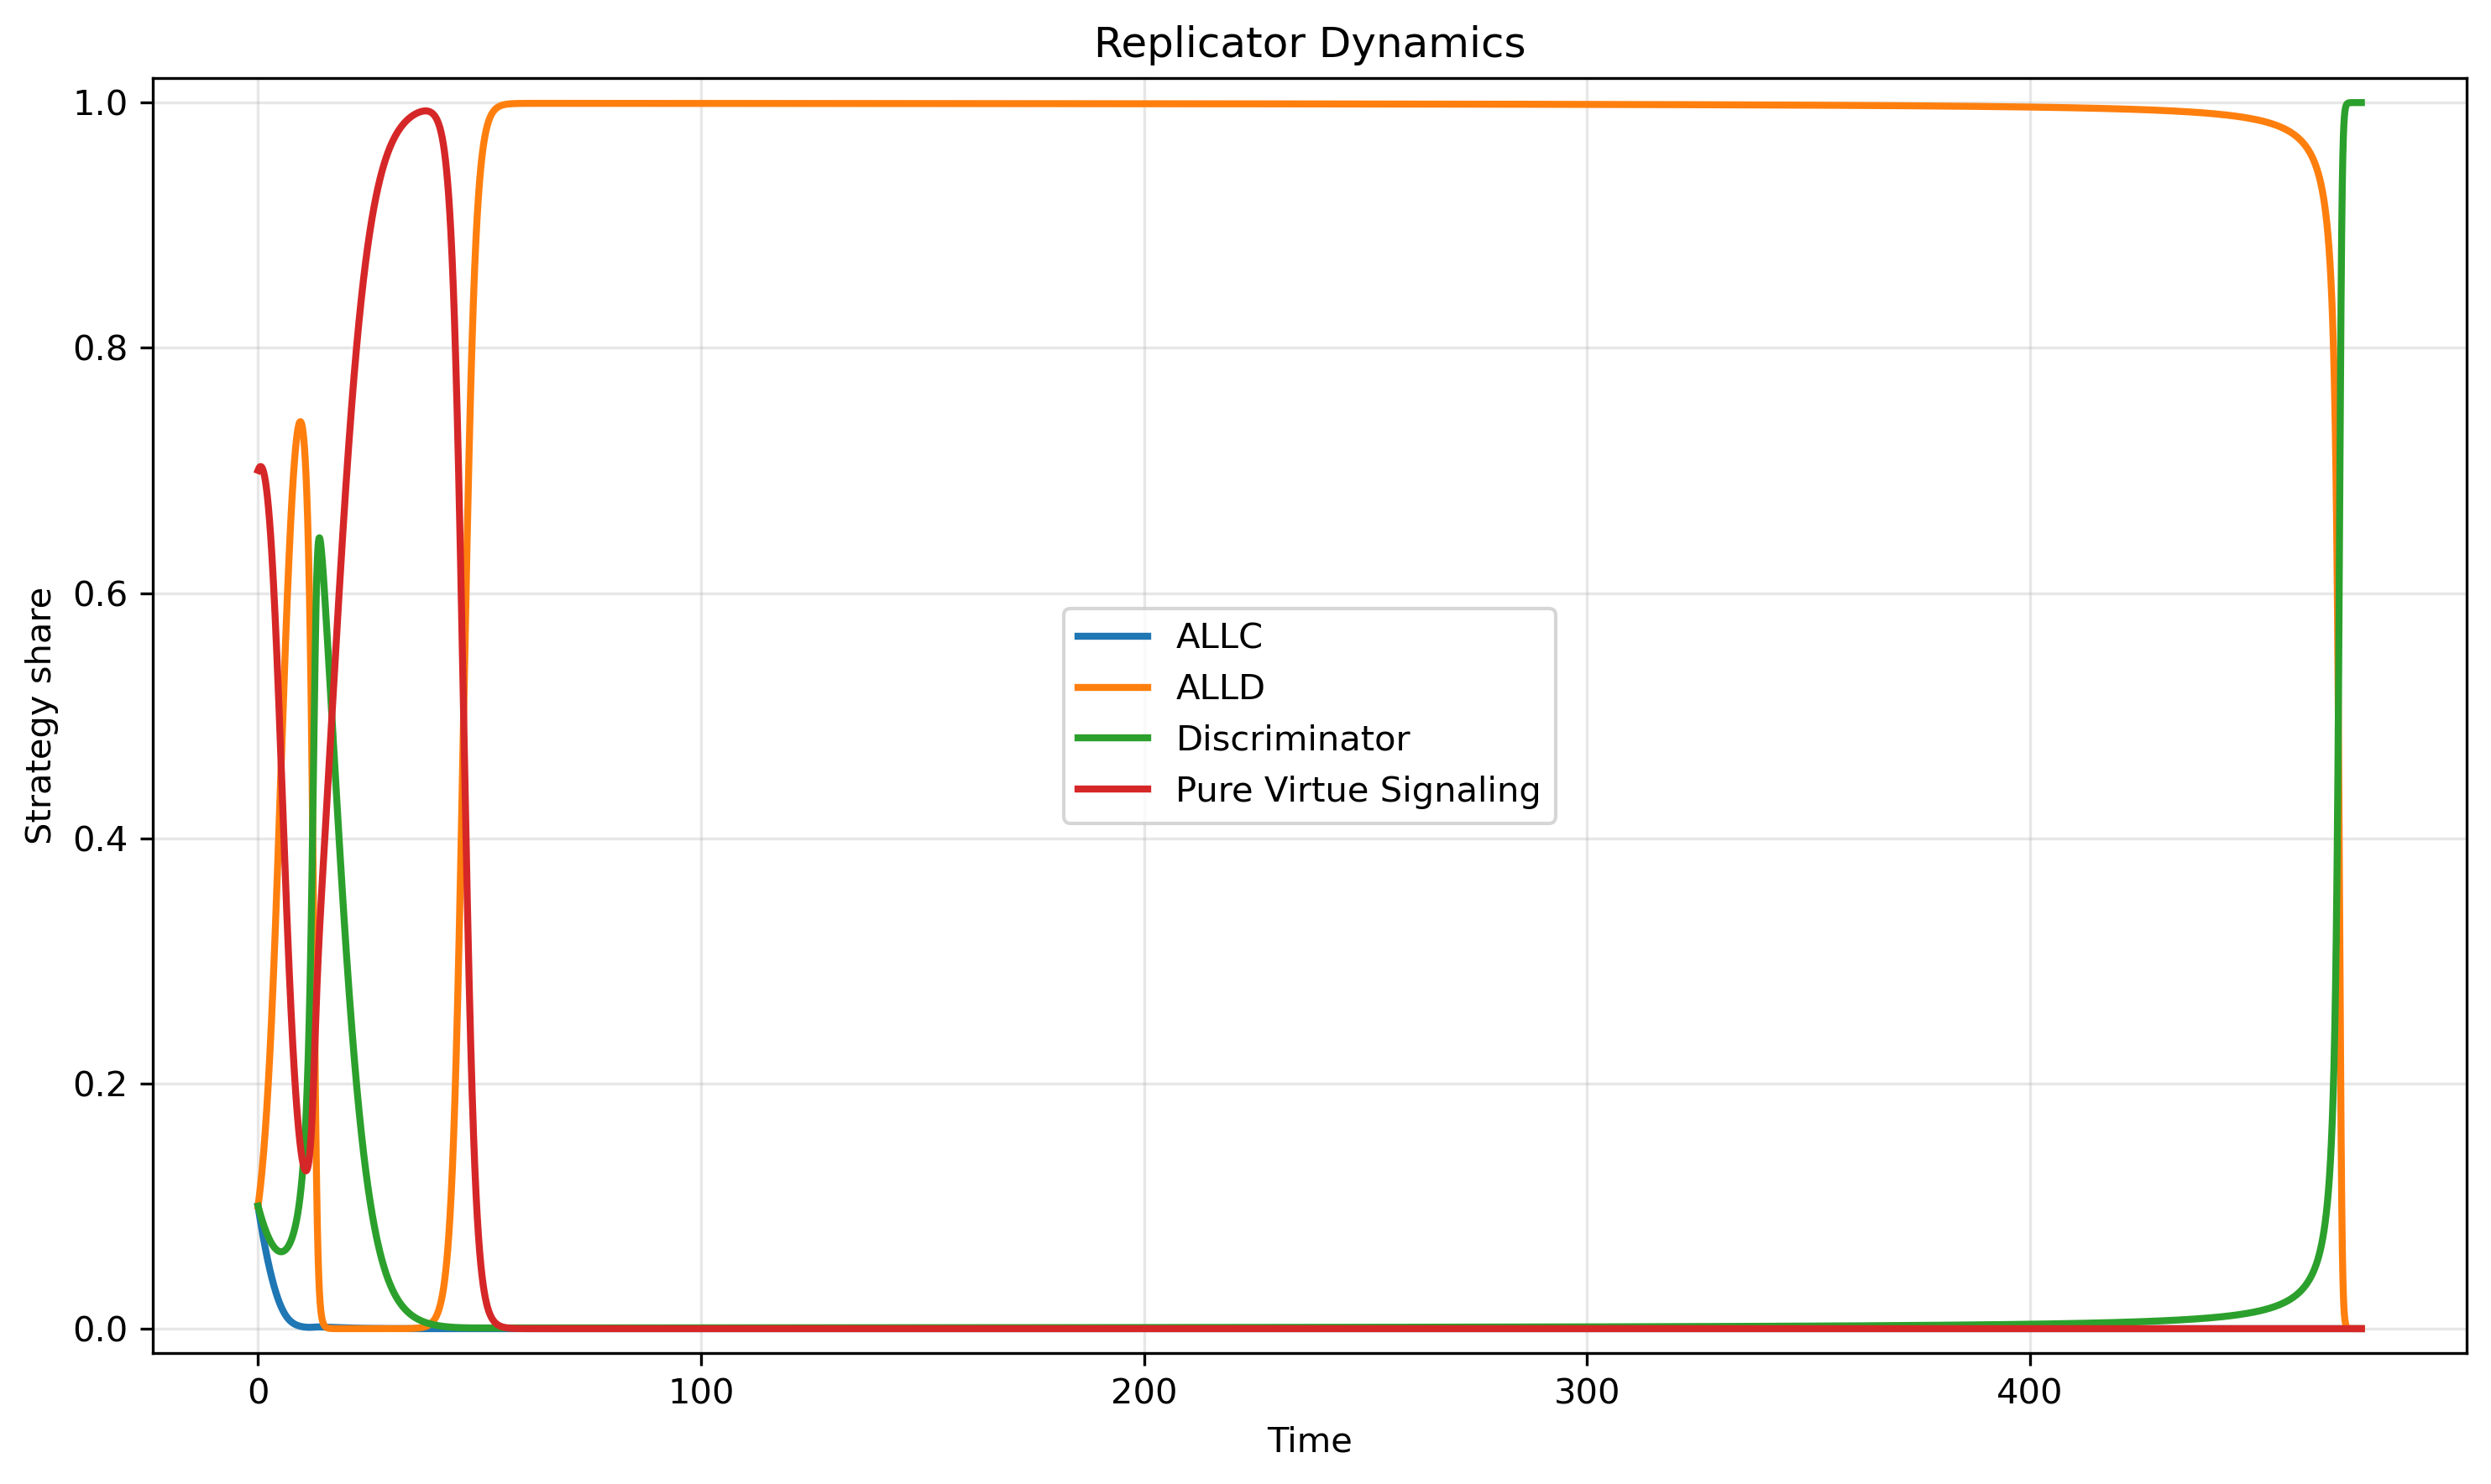 Replicator Dynamics
1.0
0.8
0.6
0.4
0.2
0.0
Strategy share
ALLC
ALLD
Discriminator
Pure Virtue Signaling
0 100 200 300 400
Time